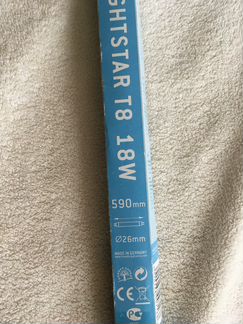 GHTSTAR T8 18W
590mm
Ø26mm
MADE IN GERMANY
CE